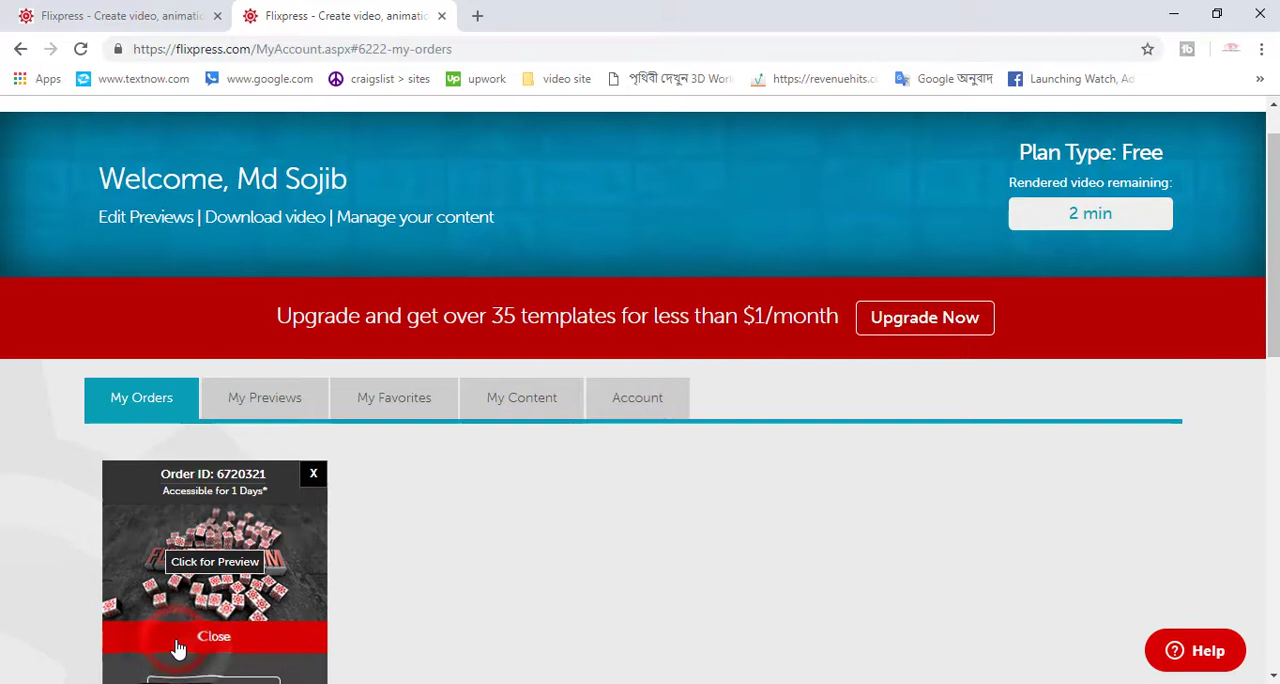 Flixpress - Create video, animatic
Flixpress - Create video, animatic
https://flixpress.com/MyAccount.aspx#6222-my-orders
Apps www.textnow.com www.google.com craigslist > sites upwork video site পৃথিবী দেখুন 3D Worl https://revenuehits.c Google অনুবাদ Launching Watch, Ad »
Welcome, Md Sojib
Edit Previews | Download video | Manage your content
Plan Type: Free
Rendered video remaining:
2 min
Upgrade and get over 35 templates for less than $1/month Upgrade Now
My Orders My Previews My Favorites My Content Account
Order ID: 6720321 X
Accessible for 1 Days*
Click for Preview
Close
Help